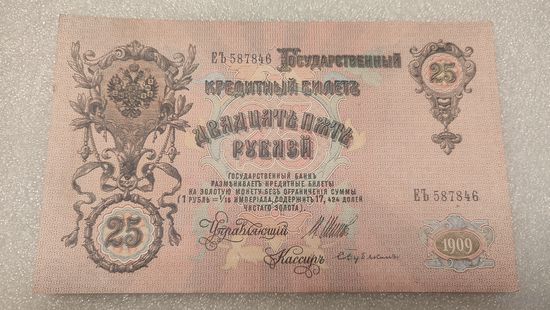 ЕЪ 587846 Государственный
Кредитный Билетъ
Двадцать Пять
Рублей
ГОСУДАРСТВЕННЫЙ БАНКЪ
РАЗМѢНИВАЕТЪ КРЕДИТНЫЕ БИЛЕТЫ
НА ЗОЛОТУЮ МОНЕТУ БЕЗЪ ОГРАНИЧЕНІЯ СУММЫ
(1 РУБЛЬ = 1/15 ИМПЕРІАЛА, СОДЕРЖИТЪ 17,424 ДОЛЕЙ
ЧИСТАГО ЗОЛОТА).
ЕЪ 587846
Управляющій
Кассиръ
25
25
1909